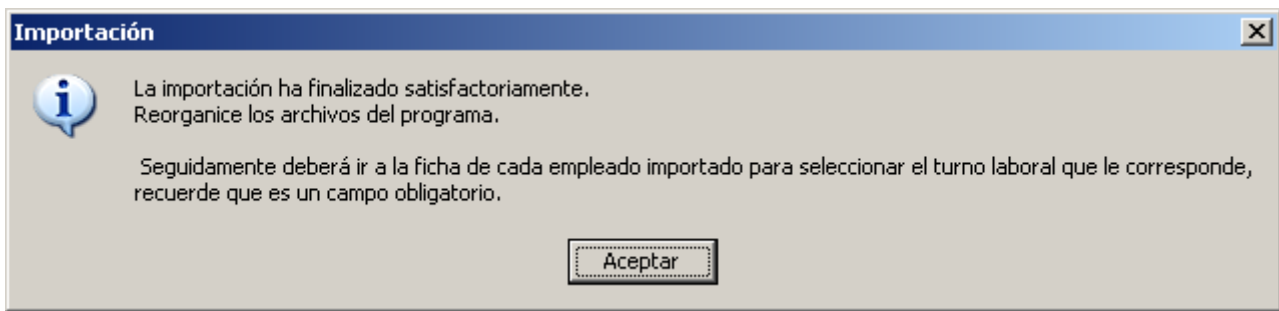 Importación
La importación ha finalizado satisfactoriamente.
Reorganice los archivos del programa.
Seguidamente deberá ir a la ficha de cada empleado importado para seleccionar el turno laboral que le corresponde,
recuerde que es un campo obligatorio.
Aceptar